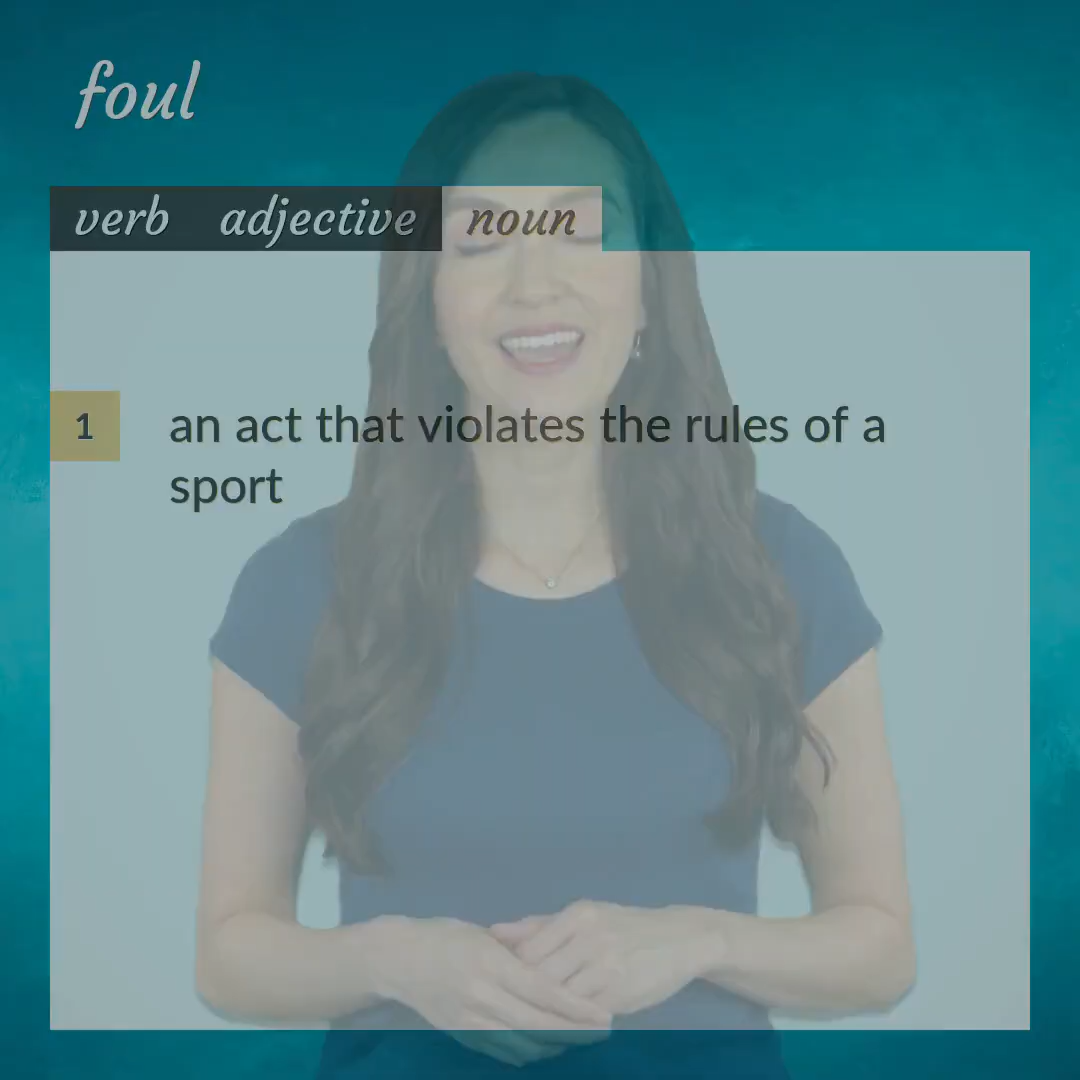 foul
verb adjective noun
1 an act that violates the rules of a
sport